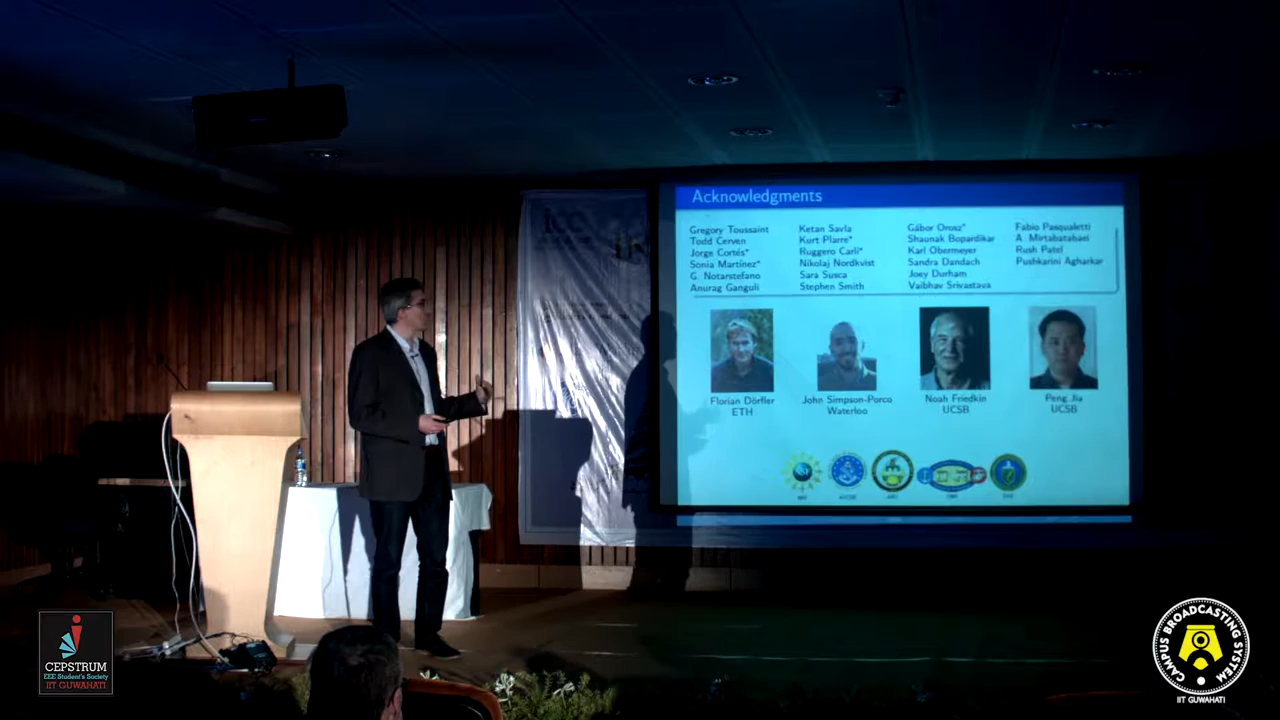 Acknowledgments
Gregory Toussaint
Todd Cerven
Jorge Cortés*
Sonia Martínez*
G. Notarstefano
Anurag Ganguli
Ketan Savla
Kurt Plarre*
Ruggero Carli*
Nikolaj Nordkvist
Sara Susca
Stephen Smith
Gábor Orosz*
Shaunak Bopardikar
Karl Obermeyer
Sandra Dandach
Joey Durham
Vaibhav Srivastava
Fabio Pasqualetti
A. Mirtabatabaei
Rush Patel
Pushkarini Agharkar
Florian Dörfler
ETH
John Simpson-Porco
Waterloo
Noah Friedkin
UCSB
Peng Jia
UCSB
ICC
CEPSTRUM
EEE Student's Society
IIT GUWAHATI
CAMPUS BROADCASTING SYSTEM
IIT GUWAHATI